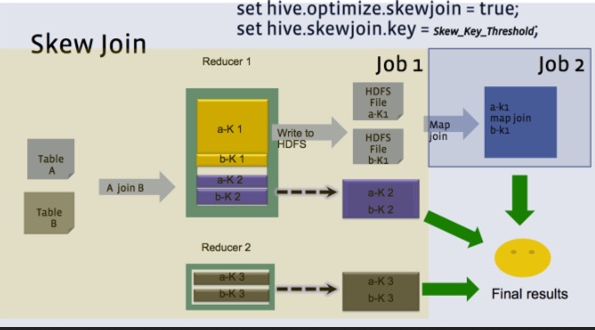 set hive.optimize.skewjoin = true;
set hive.skewjoin.key = Skew_Key_Threshold;
Skew Join
Job 1
Job 2
Reducer 1
a-K 1
b-K 1
a-K 2
b-K 2
Write to
HDFS
HDFS
File
a-K1
HDFS
File
b-K1
Map
join
a-k1
map join
b-k1
Table
A
Table
B
A join B
a-K 2
b-K 2
Reducer 2
a-K 3
b-K 3
a-K 3
b-K 3
Final results